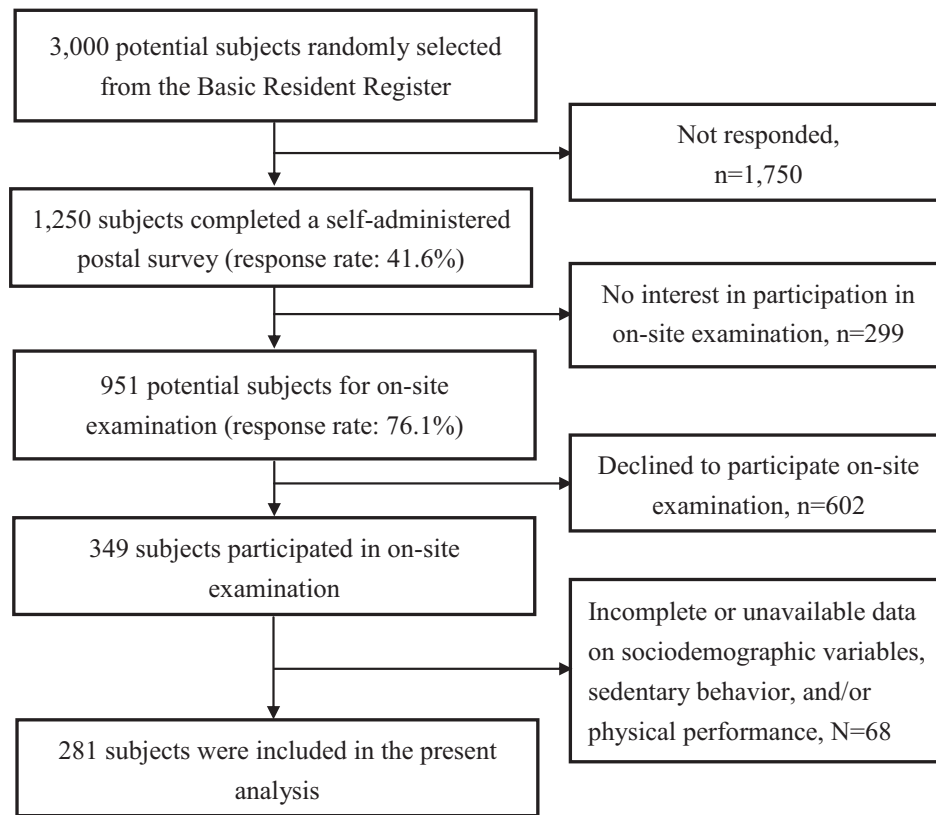 3,000 potential subjects randomly selected
from the Basic Resident Register
Not responded,
n=1,750
1,250 subjects completed a self-administered
postal survey (response rate: 41.6%)
No interest in participation in
on-site examination, n=299
951 potential subjects for on-site
examination (response rate: 76.1%)
Declined to participate on-site
examination, n=602
349 subjects participated in on-site
examination
Incomplete or unavailable data
on sociodemographic variables,
sedentary behavior, and/or
physical performance, N=68
281 subjects were included in the present
analysis